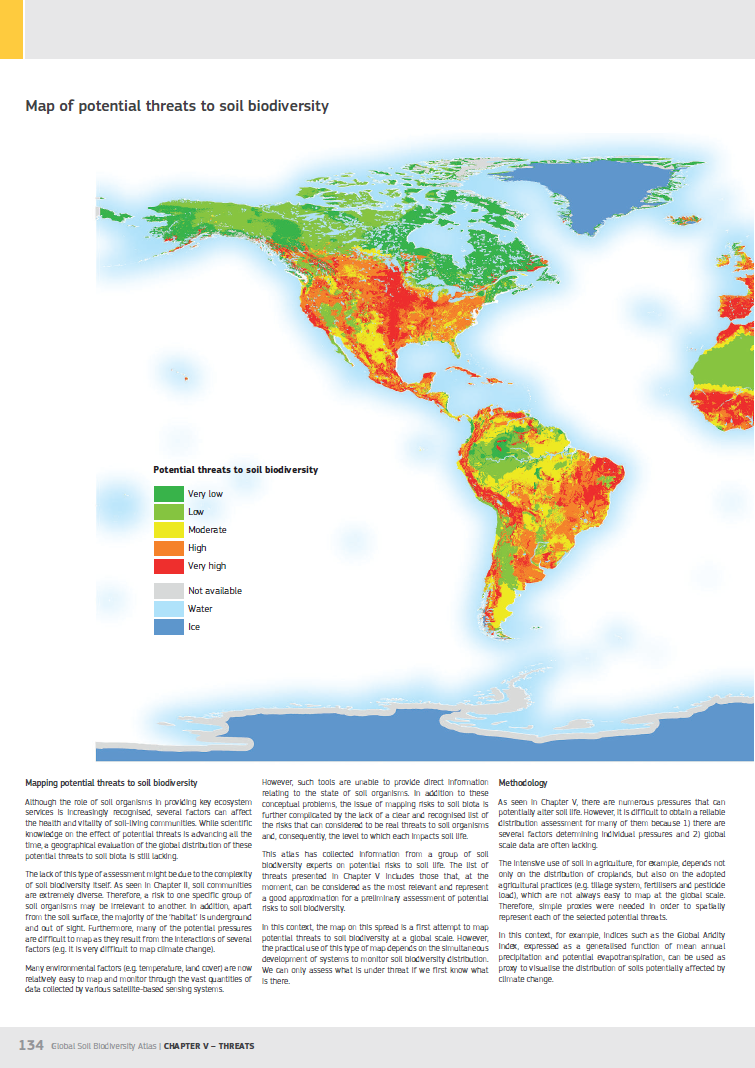 Map of potential threats to soil biodiversity
Potential threats to soil biodiversity
Very low
Low
Moderate
High
Very high
Not available
Water
Ice
Mapping potential threats to soil biodiversity
Although the role of soil organisms in providing key ecosystem
services is increasingly recognised, several factors can affect
the health and vitality of soil-living communities. While scientific
knowledge on the effect of potential threats is advancing all the
time, a geographical evaluation of the global distribution of these
potential threats to soil biota is still lacking.
The lack of this type of assessment might be due to the complexity
of soil biodiversity itself. As seen in Chapter II, soil communities
are extremely diverse. Therefore, a risk to one specific group of
soil organisms may be irrelevant to another. In addition, apart
from the soil surface, the majority of the 'habitat' is underground
and out of sight. Furthermore, many of the potential pressures
are difficult to map as they result from the interactions of several
factors (e.g. it is very difficult to map climate change).
Many environmental factors (e.g. temperature, land cover) are now
relatively easy to map and monitor through the vast quantities of
data collected by various satellite-based sensing systems.
However, such tools are unable to provide direct information
relating to the state of soil organisms. In addition to these
conceptual problems, the issue of mapping risks to soil biota is
further complicated by the lack of a clear and recognised list of
the risks that can considered to be real threats to soil organisms
and, consequently, the level to which each impacts soil life.
This atlas has collected information from a group of soil
biodiversity experts on potential risks to soil life. The list of
threats presented in Chapter V includes those that, at the
moment, can be considered as the most relevant and represent
a good approximation for a preliminary assessment of potential
risks to soil biodiversity.
In this context, the map on this spread is a first attempt to map
potential threats to soil biodiversity at a global scale. However,
the practical use of this type of map depends on the simultaneous
development of systems to monitor soil biodiversity distribution.
We can only assess what is under threat if we first know what
is there.
Methodology
As seen in Chapter V, there are numerous pressures that can
potentially alter soil life. However, it is difficult to obtain a reliable
distribution assessment for many of them because 1) there are
several factors determining individual pressures and 2) global
scale data are often lacking.
The intensive use of soil in agriculture, for example, depends not
only on the distribution of croplands, but also on the adopted
agricultural practices (e.g. tillage system, fertilisers and pesticide
load), which are not always easy to map at the global scale.
Therefore, simple proxies were needed in order to spatially
represent each of the selected potential threats.
In this context, for example, indices such as the Global Aridity
Index, expressed as a generalised function of mean annual
precipitation and potential evapotranspiration, can be used as
proxy to visualise the distribution of soils potentially affected by
climate change.
134 Global Soil Biodiversity Atlas | CHAPTER V – THREATS